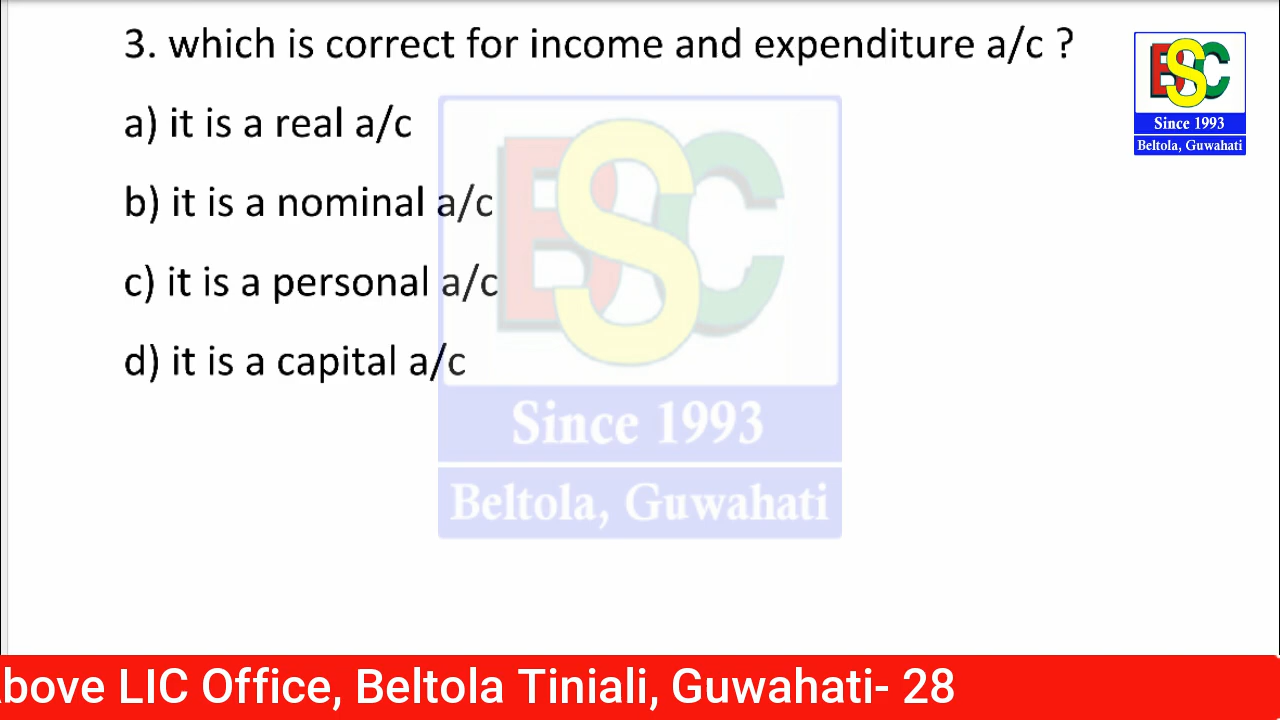 3. which is correct for income and expenditure a/c ?
a) it is a real a/c
b) it is a nominal a/c
c) it is a personal a/c
d) it is a capital a/c
ESC
Since 1993
Beltola, Guwahati
ESC
Since 1993
Beltola, Guwahati
bove LIC Office, Beltola Tiniali, Guwahati- 28